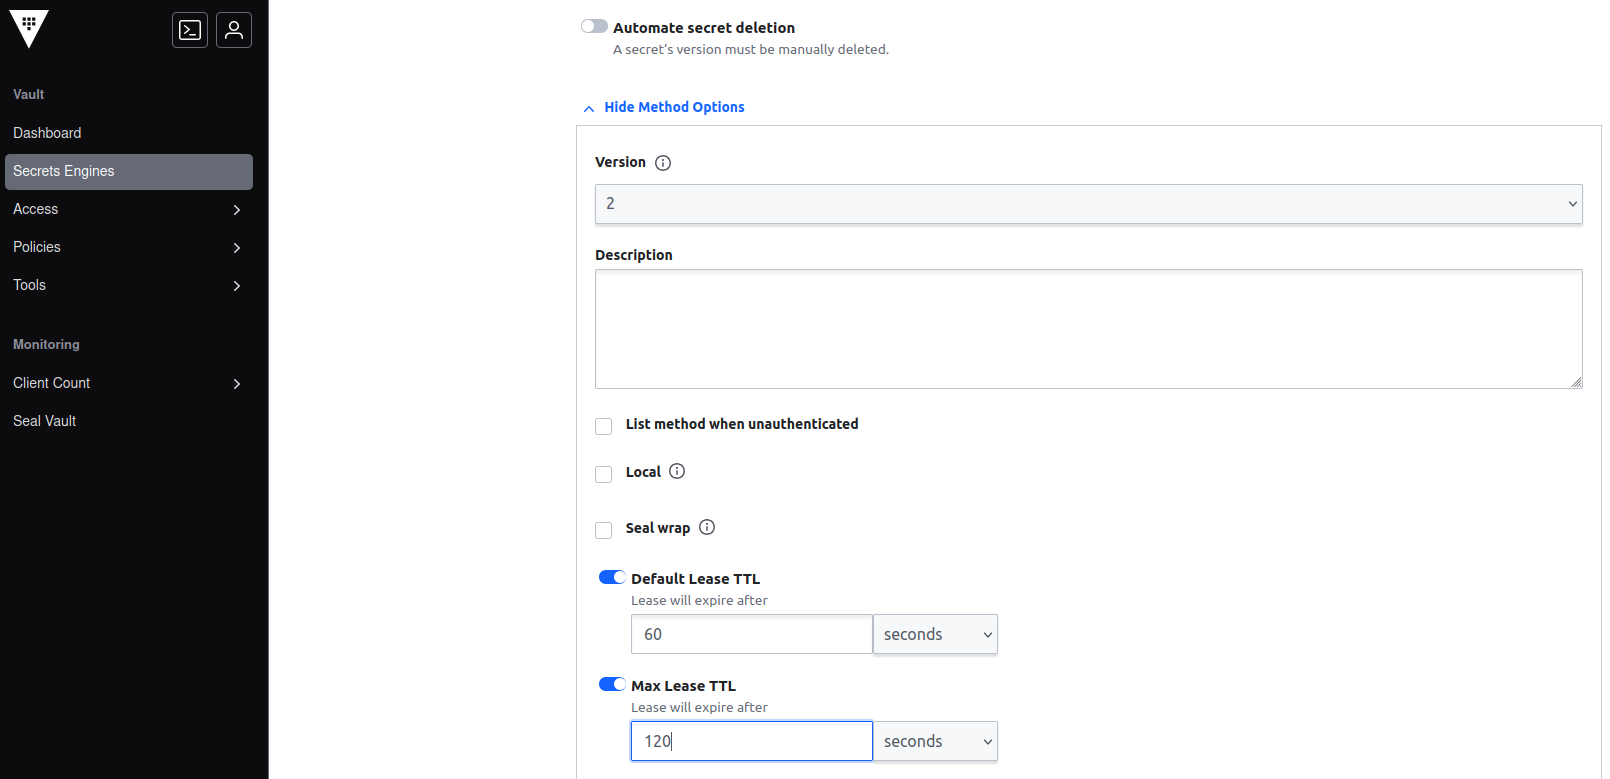 Vault
Dashboard
Secrets Engines
Access
Policies
Tools
Monitoring
Client Count
Seal Vault
Automate secret deletion
A secret's version must be manually deleted.
Hide Method Options
Version
2
Description
List method when unauthenticated
Local
Seal wrap
Default Lease TTL
Lease will expire after
60 seconds
Max Lease TTL
Lease will expire after
120 seconds